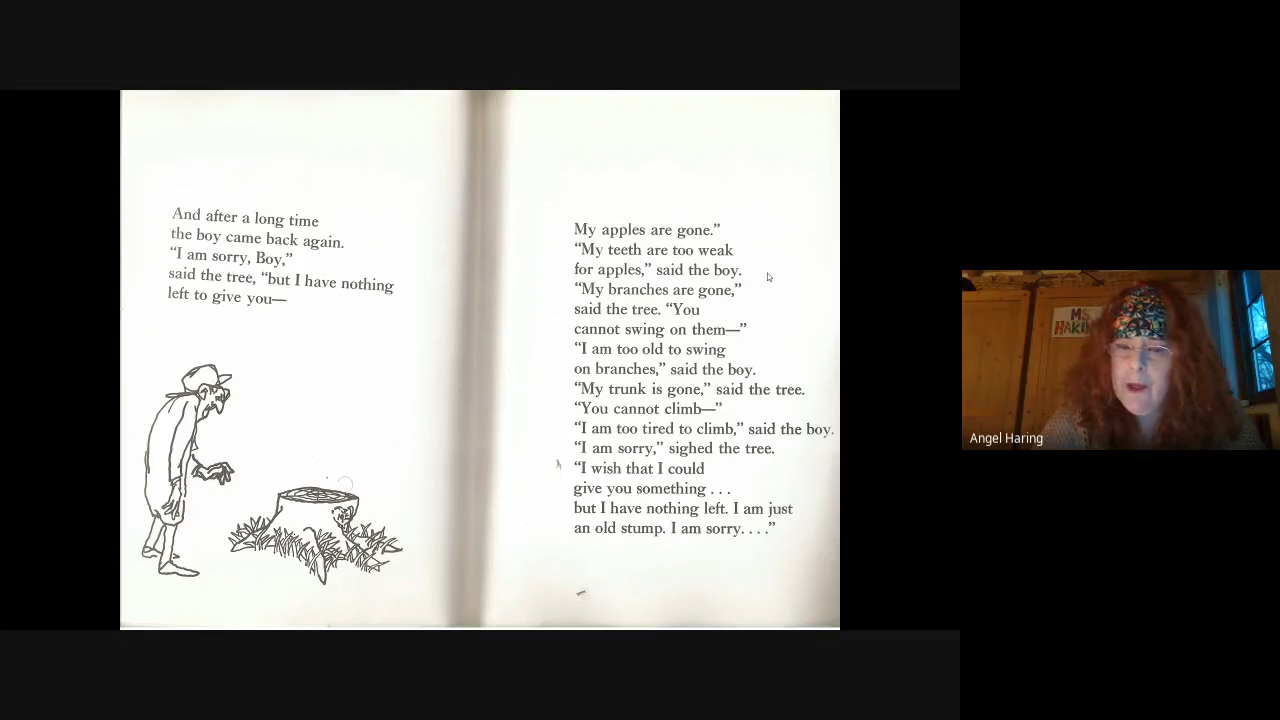 And after a long time
the boy came back again.
“I am sorry, Boy,”
said the tree, “but I have nothing
left to give you—
My apples are gone.”
“My teeth are too weak
for apples,” said the boy.
“My branches are gone,”
said the tree. “You
cannot swing on them—”
“I am too old to swing
on branches,” said the boy.
“My trunk is gone,” said the tree.
“You cannot climb—”
“I am too tired to climb,” said the boy.
“I am sorry,” sighed the tree.
“I wish that I could
give you something . . .
but I have nothing left. I am just
an old stump. I am sorry. . . .”
MS.
Angel Haring